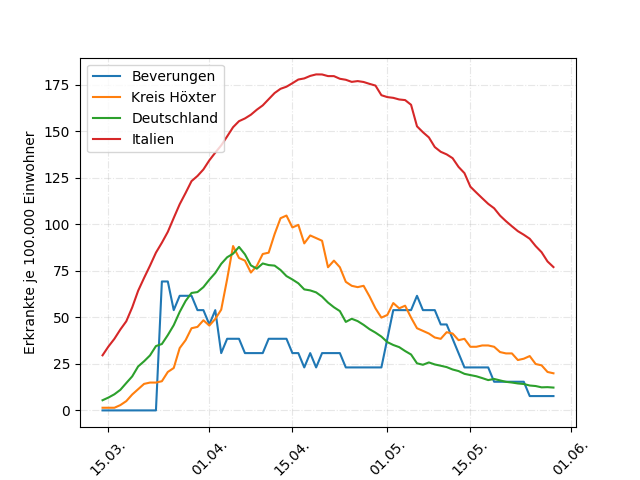 Beverungen
Kreis Höxter
Deutschland
Italien
Erkrankte je 100.000 Einwohner
175
150
125
100
75
50
25
0
15.03.
01.04.
15.04.
01.05.
15.05.
01.06.